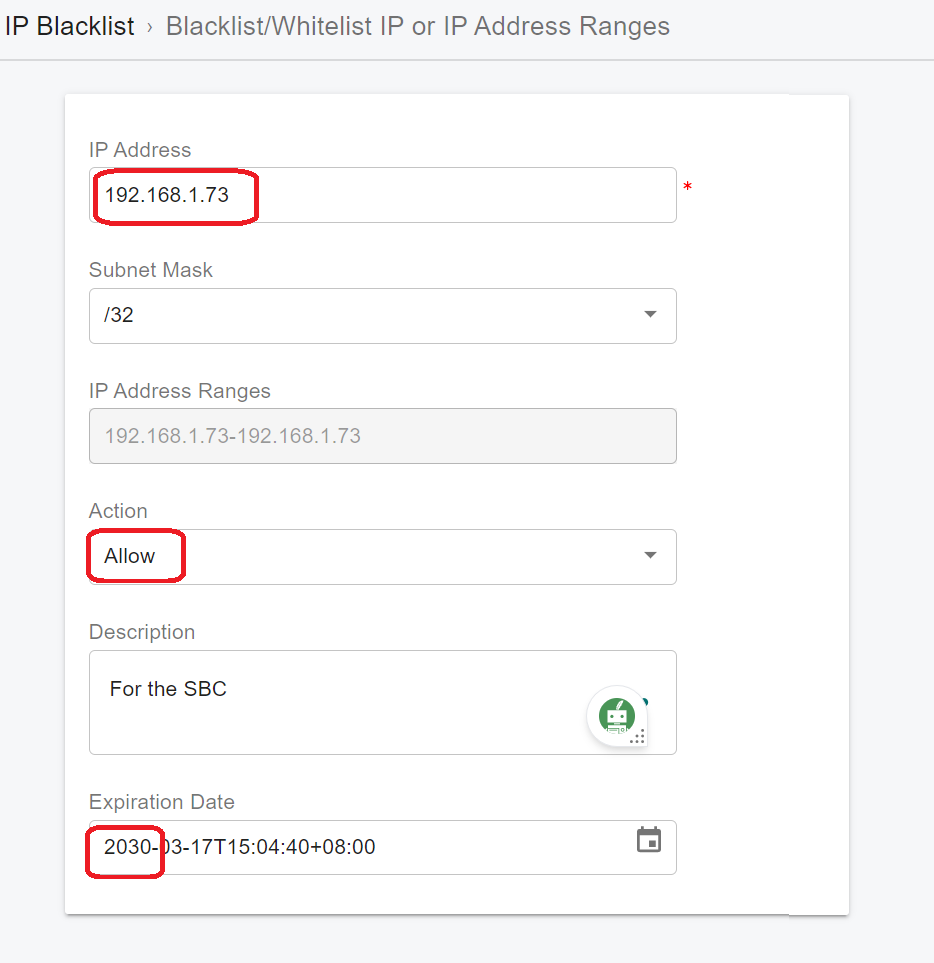 IP Blacklist › Blacklist/Whitelist IP or IP Address Ranges
IP Address
192.168.1.73
*
Subnet Mask
/32
IP Address Ranges
192.168.1.73-192.168.1.73
Action
Allow
Description
For the SBC
Expiration Date
2030-03-17T15:04:40+08:00